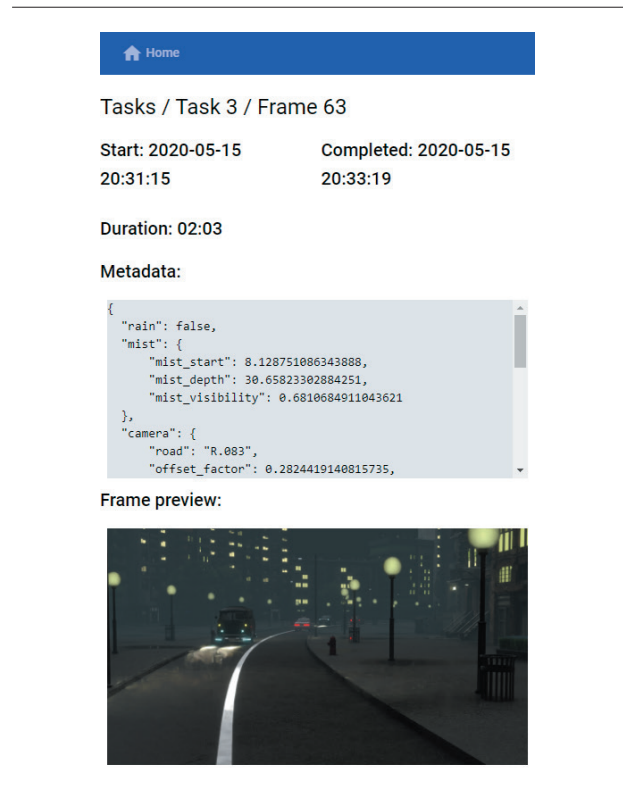 Home
Tasks / Task 3 / Frame 63
Start: 2020-05-15
20:31:15
Completed: 2020-05-15
20:33:19
Duration: 02:03
Metadata:
{
"rain": false,
"mist": {
"mist_start": 8.128751086343888,
"mist_depth": 30.65823302884251,
"mist_visibility": 0.6810684911043621
},
"camera": {
"road": "R.083",
"offset_factor": 0.2824419140815735,
Frame preview: